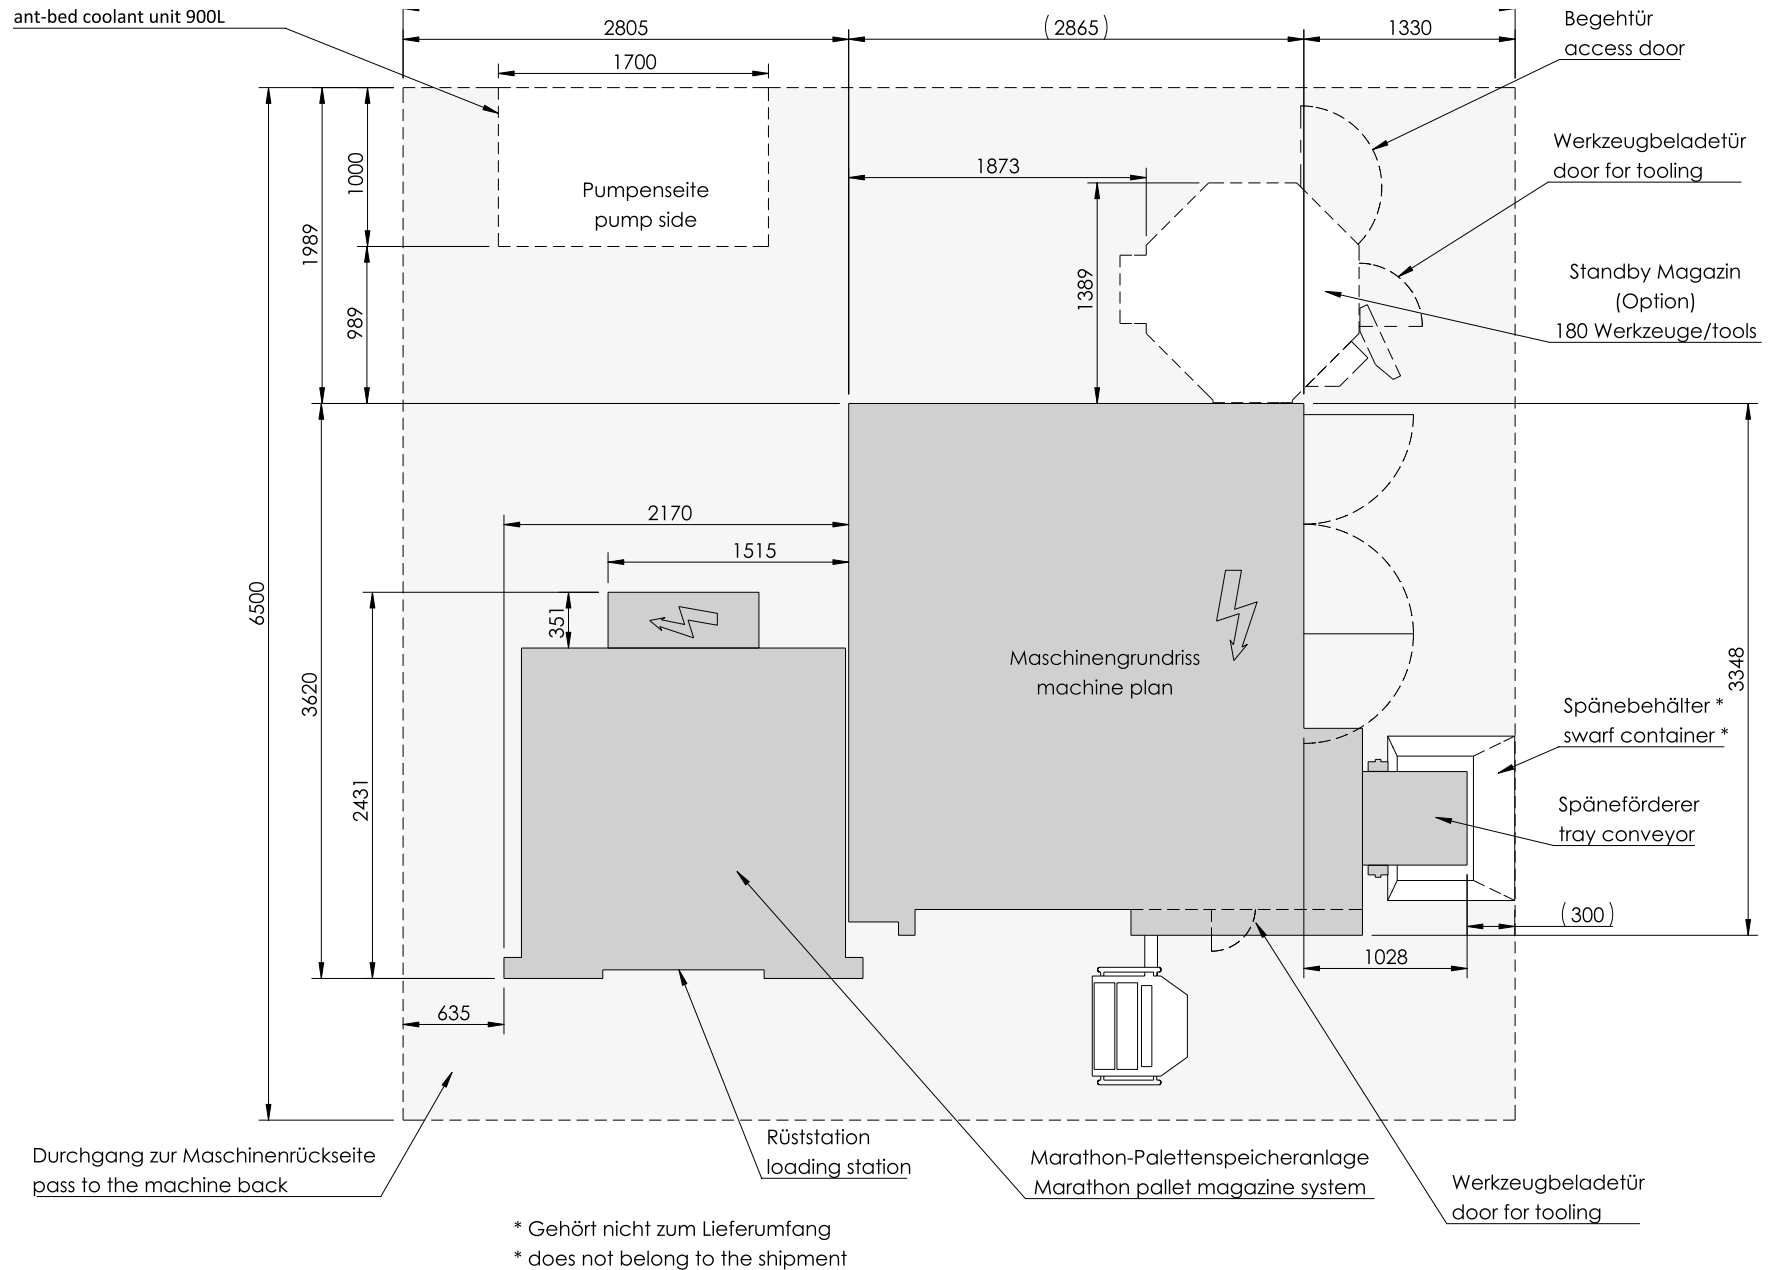 ant-bed coolant unit 900L
2805
(2865)
1330
Begehtür
access door
1700
1000
1989
989
Pumpenseite
pump side
1873
1389
Werkzeugbeladetür
door for tooling
Standby Magazin
(Option)
180 Werkzeuge/tools
6500
3620
2431
2170
1515
351
Maschinengrundriss
machine plan
3348
Spänebehälter *
swarf container *
Späneförderer
tray conveyor
(300)
1028
635
Durchgang zur Maschinenrückseite
pass to the machine back
Rüststation
loading station
Marathon-Palettenspeicheranlage
Marathon pallet magazine system
Werkzeugbeladetür
door for tooling
* Gehört nicht zum Lieferumfang
* does not belong to the shipment